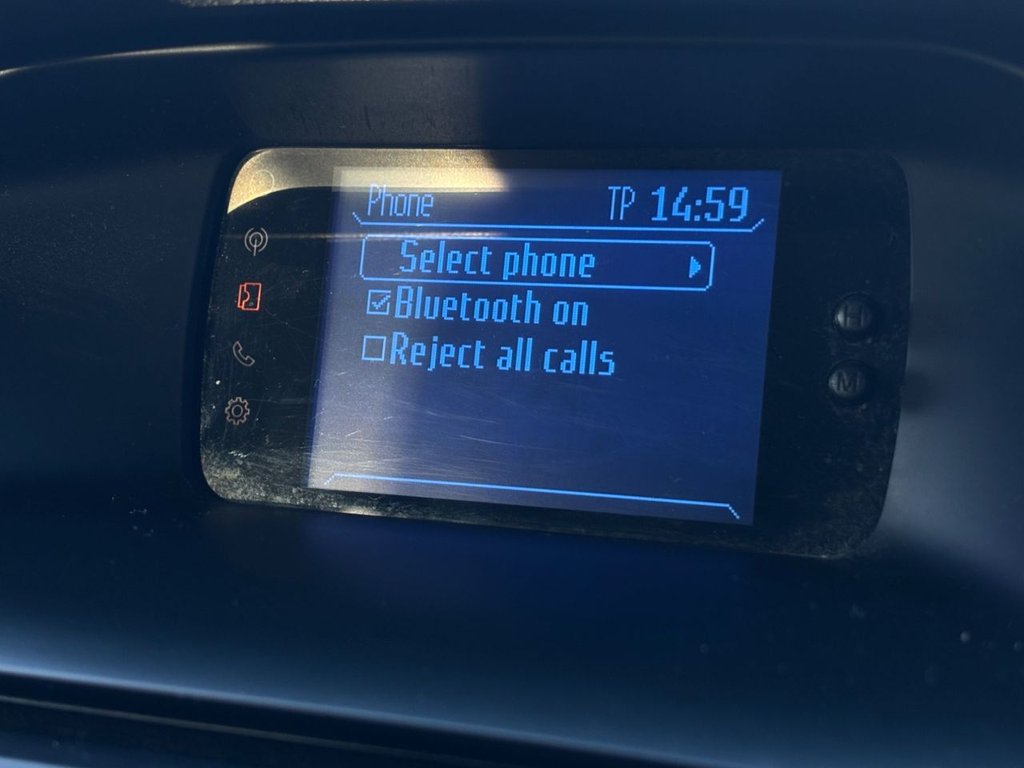 Phone TP 14:59
Select phone
Bluetooth on
Reject all calls
H
M